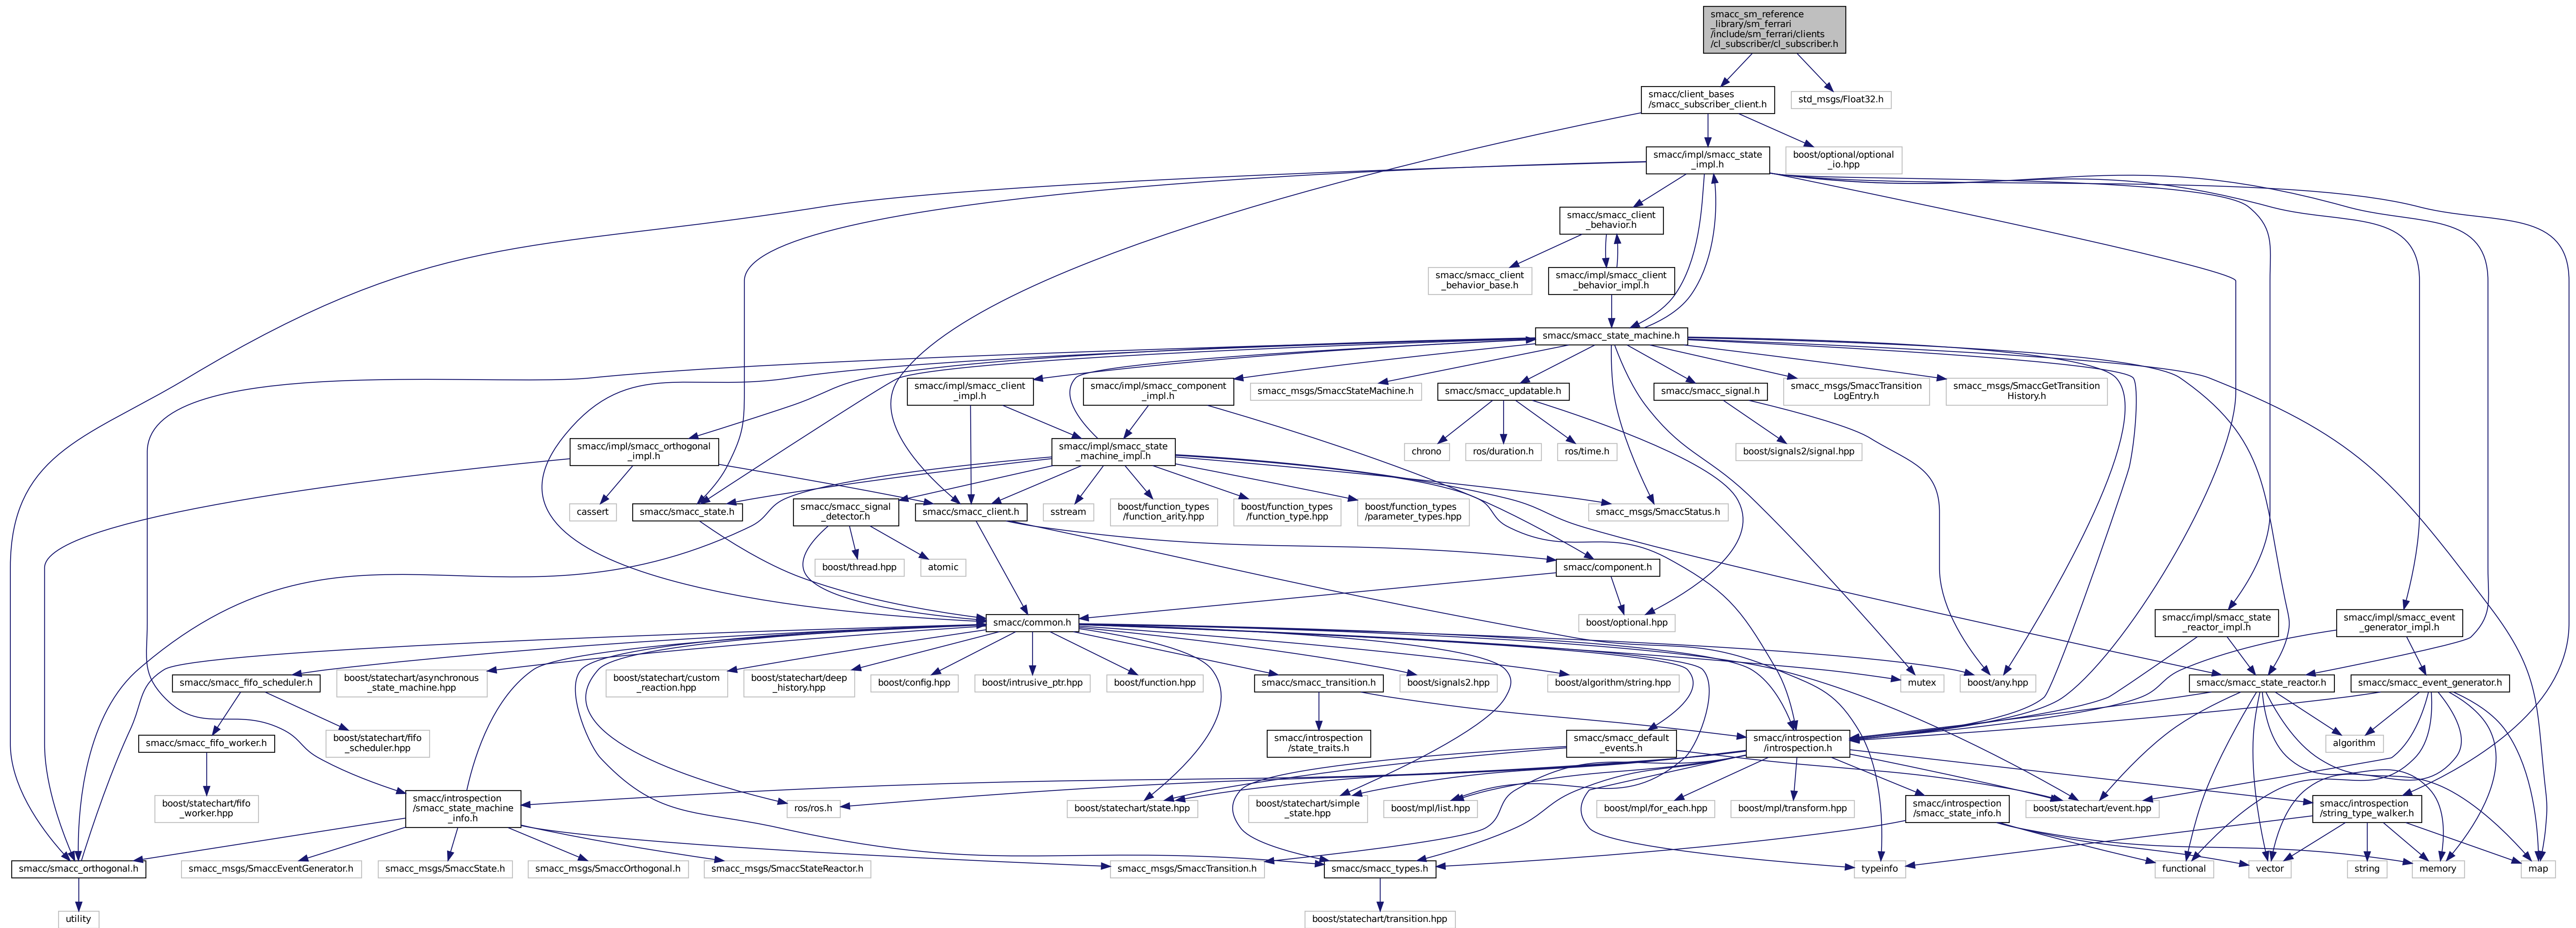 smacc_sm_reference
_library/sm_ferrari
/include/sm_ferrari/clients
/cl_subscriber/cl_subscriber.h
smacc/client_bases
/smacc_subscriber_client.h
std_msgs/Float32.h
smacc/impl/smacc_state
_impl.h
boost/optional/optional
_io.hpp
smacc/smacc_client
_behavior.h
smacc/smacc_client
_behavior_base.h
smacc/impl/smacc_client
_behavior_impl.h
smacc/smacc_state_machine.h
smacc/impl/smacc_client
_impl.h
smacc/impl/smacc_component
_impl.h
smacc_msgs/SmaccStateMachine.h
smacc/smacc_updatable.h
smacc/smacc_signal.h
smacc_msgs/SmaccTransition
LogEntry.h
smacc_msgs/SmaccGetTransition
History.h
smacc/impl/smacc_orthogonal
_impl.h
smacc/impl/smacc_state
_machine_impl.h
chrono
ros/duration.h
ros/time.h
boost/signals2/signal.hpp
cassert
smacc/smacc_state.h
smacc/smacc_signal
_detector.h
smacc/smacc_client.h
sstream
boost/function_types
/function_arity.hpp
boost/function_types
/function_type.hpp
boost/function_types
/parameter_types.hpp
smacc_msgs/SmaccStatus.h
boost/thread.hpp
atomic
smacc/component.h
smacc/common.h
boost/optional.hpp
smacc/impl/smacc_state
_reactor_impl.h
smacc/impl/smacc_event
_generator_impl.h
smacc/smacc_fifo_scheduler.h
boost/statechart/asynchronous
_state_machine.hpp
boost/statechart/custom
_reaction.hpp
boost/statechart/deep
_history.hpp
boost/config.hpp
boost/intrusive_ptr.hpp
boost/function.hpp
smacc/smacc_transition.h
boost/signals2.hpp
boost/algorithm/string.hpp
mutex
boost/any.hpp
smacc/smacc_state_reactor.h
smacc/smacc_event_generator.h
smacc/smacc_fifo_worker.h
boost/statechart/fifo
_scheduler.hpp
smacc/introspection
/state_traits.h
smacc/smacc_default
_events.h
smacc/introspection
/introspection.h
algorithm
boost/statechart/fifo
_worker.hpp
smacc/introspection
/smacc_state_machine
_info.h
ros/ros.h
boost/statechart/state.hpp
boost/statechart/simple
_state.hpp
boost/mpl/list.hpp
boost/mpl/for_each.hpp
boost/mpl/transform.hpp
smacc/introspection
/smacc_state_info.h
boost/statechart/event.hpp
smacc/introspection
/string_type_walker.h
smacc/smacc_orthogonal.h
smacc_msgs/SmaccEventGenerator.h
smacc_msgs/SmaccState.h
smacc_msgs/SmaccOrthogonal.h
smacc_msgs/SmaccStateReactor.h
smacc_msgs/SmaccTransition.h
smacc/smacc_types.h
typeinfo
functional
vector
string
memory
map
utility
boost/statechart/transition.hpp